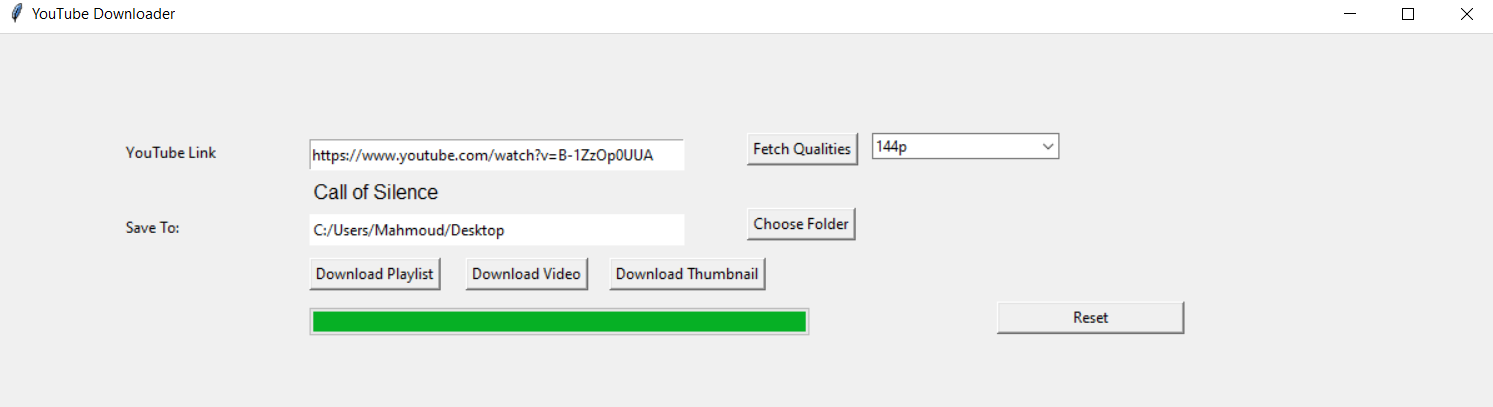 YouTube Downloader
YouTube Link
https://www.youtube.com/watch?v=B-1ZzOp0UUA
Fetch Qualities
144p
Call of Silence
Save To:
C:/Users/Mahmoud/Desktop
Choose Folder
Download Playlist
Download Video
Download Thumbnail
Reset